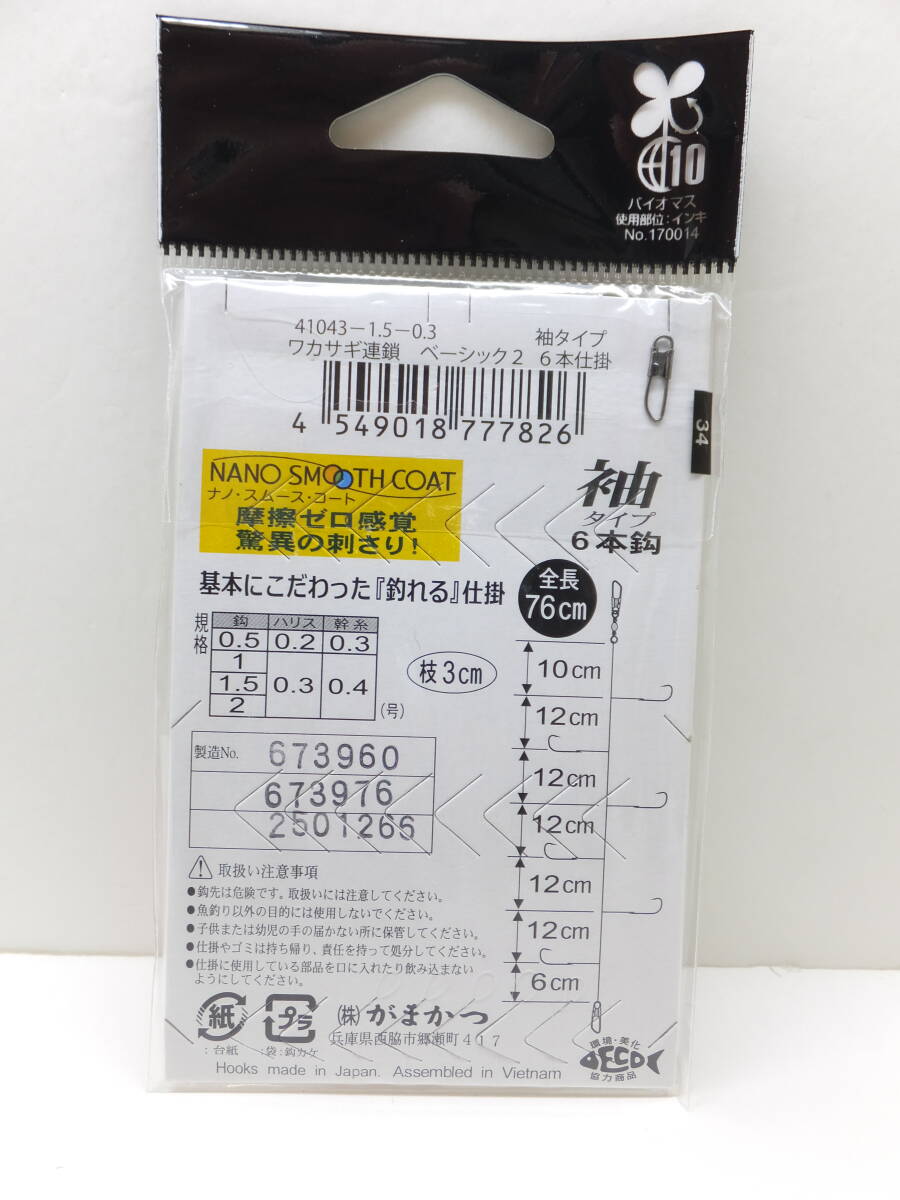 10
バイオマス
使用部位:インキ
No.170014
41043-1.5-0.3 袖タイプ
ワカサギ連鎖 ベーシック2 6本仕掛
4 549018 777826
34
NANO SMOOTH COAT
ナノ・スムース・コート
摩擦ゼロ感覚
驚異の刺さり!
袖
タイプ
6本鈎
基本にこだわった『釣れる』仕掛
全長
76cm
規格
鈎 ハリス 幹糸
0.5 0.2 0.3
1
1.5 0.3 0.4
2
(号)
枝3cm
10cm
12cm
12cm
12cm
12cm
12cm
6cm
製造No. 673960
673976
2501266
取扱い注意事項
●鈎先は危険です。取扱いには注意してください。
●魚釣り以外の目的には使用しないでください。
●子供または幼児の手の届かない所に保管してください。
●仕掛やゴミは持ち帰り、責任を持って処分してください。
●仕掛に使用している部品を口に入れたり飲み込まない
ようにしてください。
紙
プラ
:台紙 :袋:鈎カケ
(株)がまかつ
兵庫県西脇市郷瀬町417
Hooks made in Japan. Assembled in Vietnam
環境・美化
ECO
協力商品